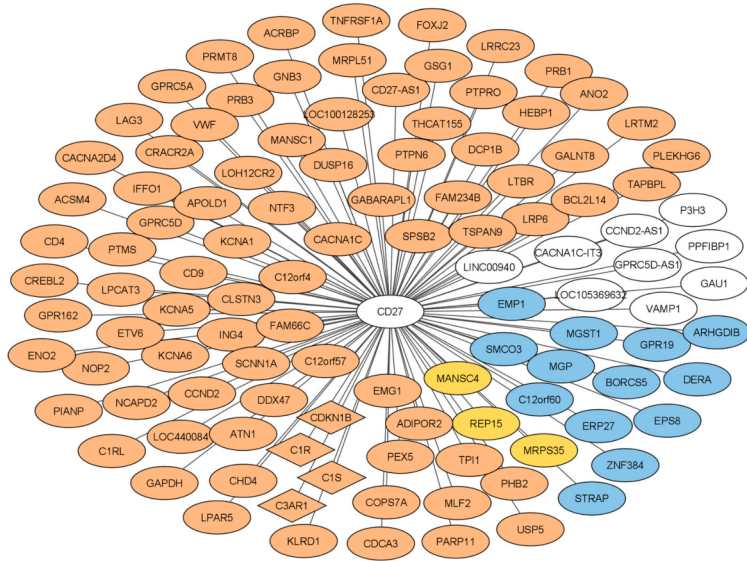 TNFRSF1A
FOXJ2
ACRBP
LRRC23
PRMT8
MRPL51
GSG1
GNB3
PRB1
GPRC5A
CD27-AS1
PTPRO
ANO2
PRB3
LOC100128253
HEBP1
LAG3
VWF
THCAT155
LRTM2
MANSC1
DCP1B
CRACR2A
PTPN6
GALNT8
PLEKHG6
CACNA2D4
DUSP16
LOH12CR2
LTBR
TAPBPL
IFFO1
FAM234B
BCL2L14
ACSM4
APOLD1
GABARAPL1
NTF3
P3H3
GPRC5D
LRP6
CCND2-AS1
CD4
KCNA1
CACNA1C
SPSB2
TSPAN9
PPFIBP1
PTMS
CACNA1C-IT3
LINC00940
GPRC5D-AS1
CREBL2
CD9
C12orf4
GAU1
LPCAT3
CLSTN3
LOC105369632
GPR162
KCNA5
CD27
EMP1
VAMP1
ETV6
ING4
FAM66C
MGST1
ARHGDIB
ENO2
KCNA6
SMCO3
GPR19
NOP2
SCNN1A
C12orf57
MGP
MANSC4
BORCS5
DERA
PIANP
NCAPD2
CCND2
DDX47
EMG1
C12orf60
CDKN1B
ADIPOR2
REP15
ERP27
EPS8
C1RL
LOC440084
ATN1
C1R
MRPS35
PEX5
TPI1
ZNF384
GAPDH
CHD4
C1S
PHB2
STRAP
LPAR5
C3AR1
COPS7A
MLF2
USP5
KLRD1
CDCA3
PARP11